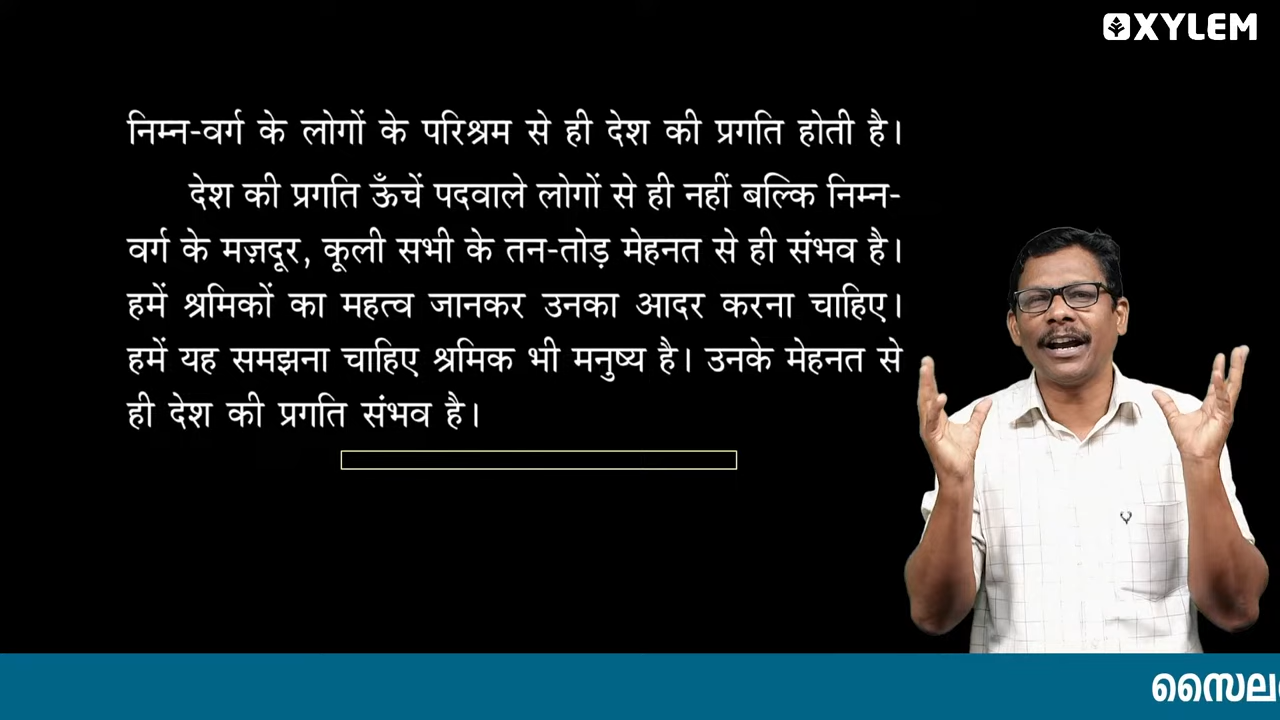 XYLEM
निम्न-वर्ग के लोगों के परिश्रम से ही देश की प्रगति होती है।
देश की प्रगति ऊँचें पदवाले लोगों से ही नहीं बल्कि निम्न-
वर्ग के मज़दूर, कूली सभी के तन-तोड़ मेहनत से ही संभव है।
हमें श्रमिकों का महत्व जानकर उनका आदर करना चाहिए।
हमें यह समझना चाहिए श्रमिक भी मनुष्य है। उनके मेहनत से
ही देश की प्रगति संभव है।